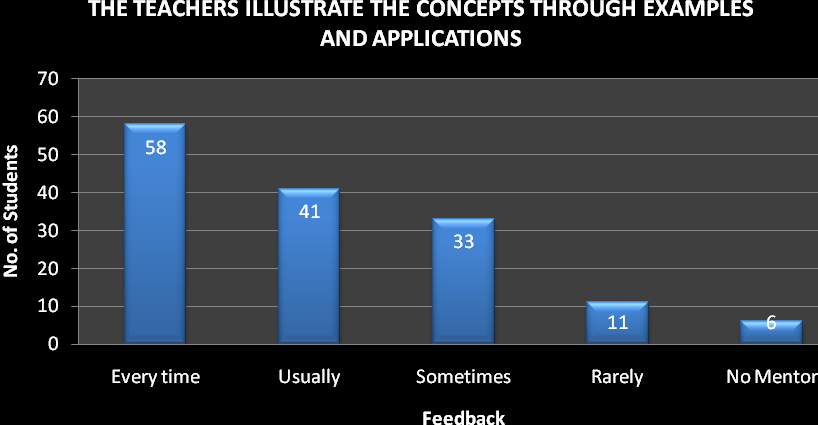 THE TEACHERS ILLUSTRATE THE CONCEPTS THROUGH EXAMPLES
AND APPLICATIONS
70
60
50
40
30
20
10
0
No. of Students
58
41
33
11
6
Every time
Usually
Sometimes
Rarely
No Mentor
Feedback